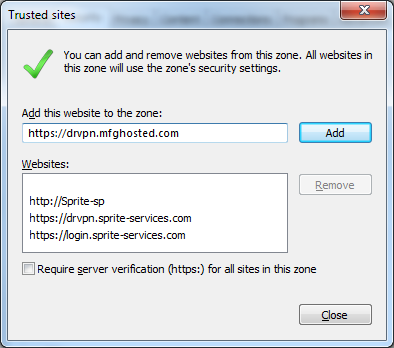 Trusted sites
You can add and remove websites from this zone. All websites in
this zone will use the zone's security settings.
Add this website to the zone:
https://drvpn.mfghosted.com
Add
Websites:
http://Sprite-sp
Remove
https://drvpn.sprite-services.com
https://login.sprite-services.com
Require server verification (https:) for all sites in this zone
Close